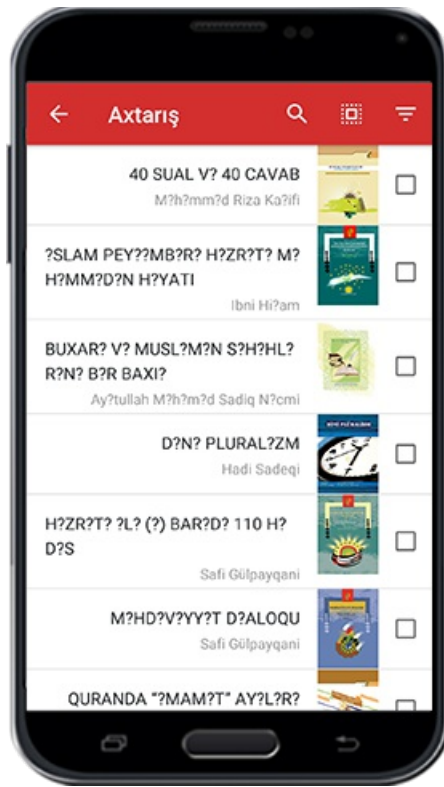 Axtarış
40 SUAL V? 40 CAVAB
M?h?mm?d Riza Ka?ifi
?SLAM PEY??MB?R? H?ZR?T? M?
H?MM?D?N H?YATI
Ibni Hi?am
BUXAR? V? MUSL?M?N S?H?HL?
R?N? B?R BAXI?
Ay?tullah M?h?m?d Sadiq N?cmi
D?N? PLURAL?ZM
Hadi Sadeqi
H?ZR?T? ?L? (?) BAR?D? 110 H?
D?S
Safi Gülpayqani
M?HD?V?YY?T D?ALOQU
Safi Gülpayqani
QURANDA "?MAM?T" AY?L?R?